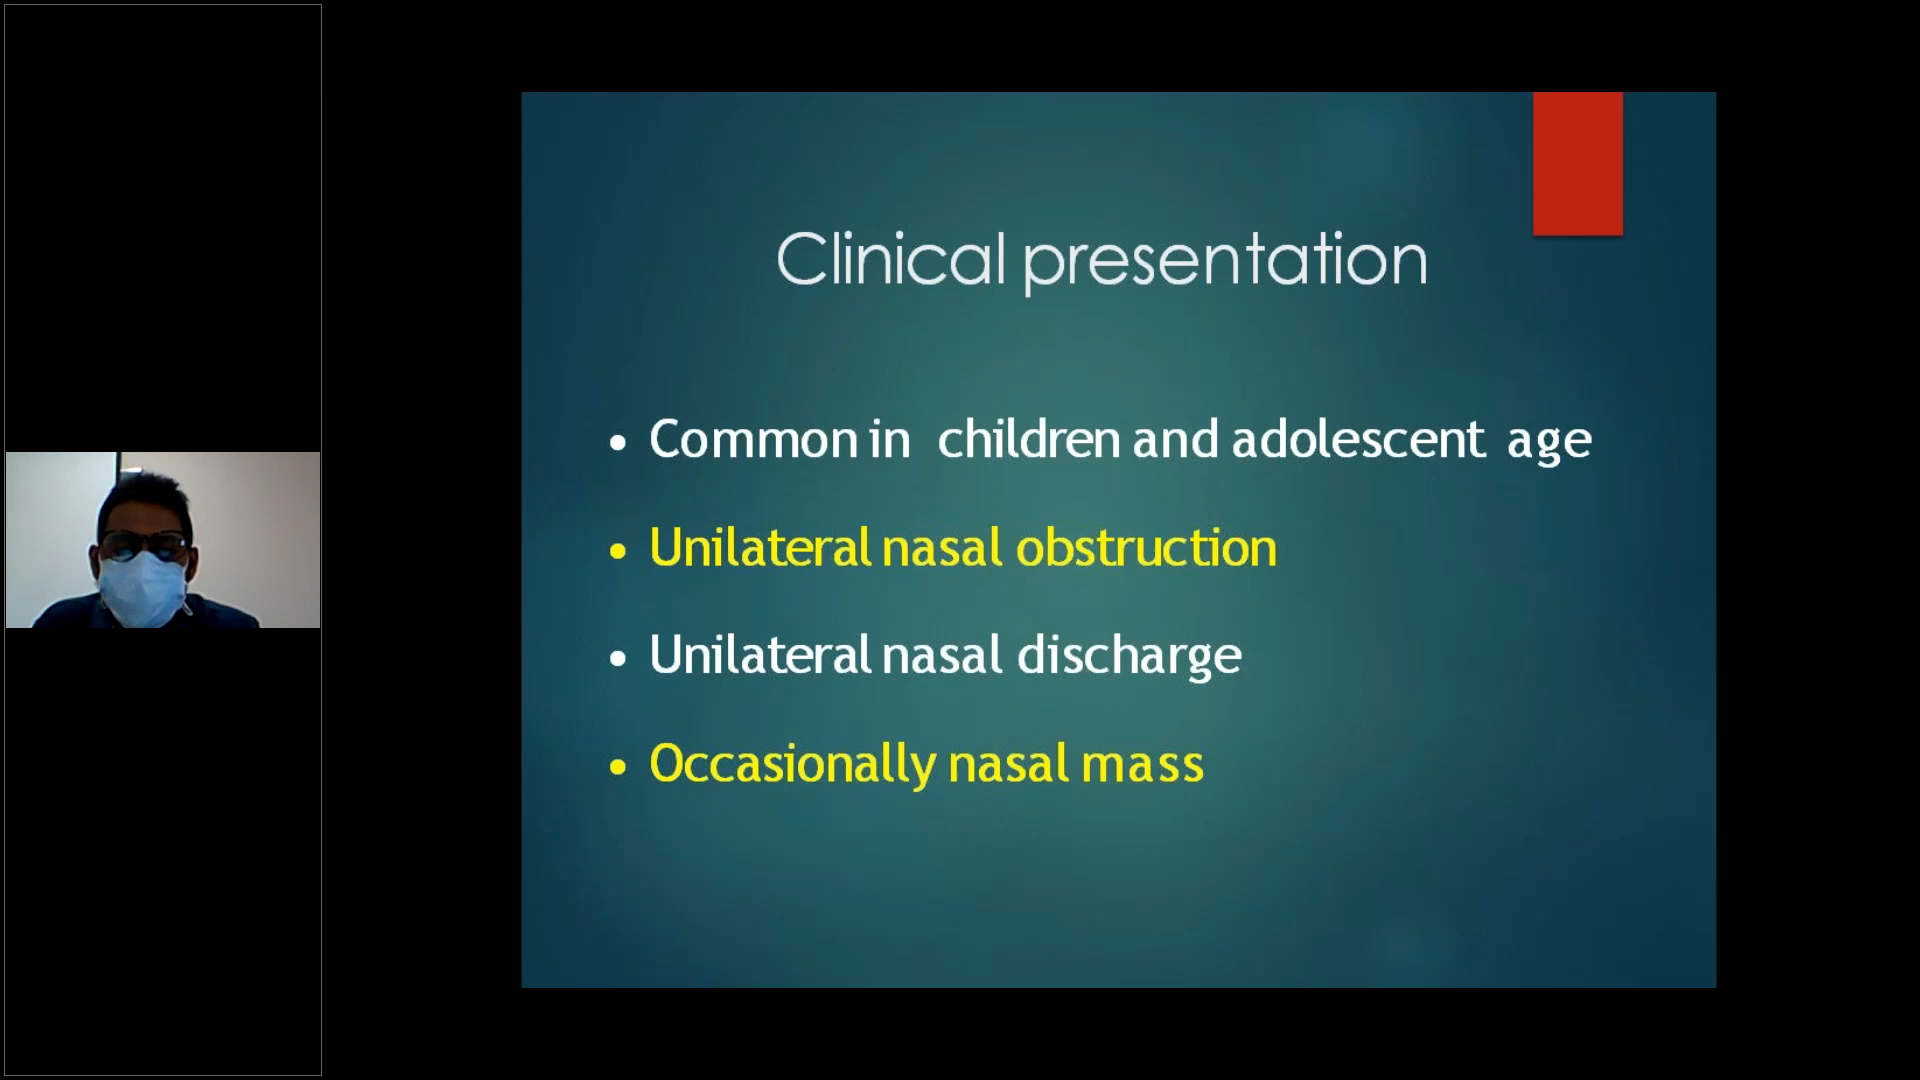 Clinical presentation
• Common in children and adolescent age
• Unilateral nasal obstruction
• Unilateral nasal discharge
• Occasionally nasal mass